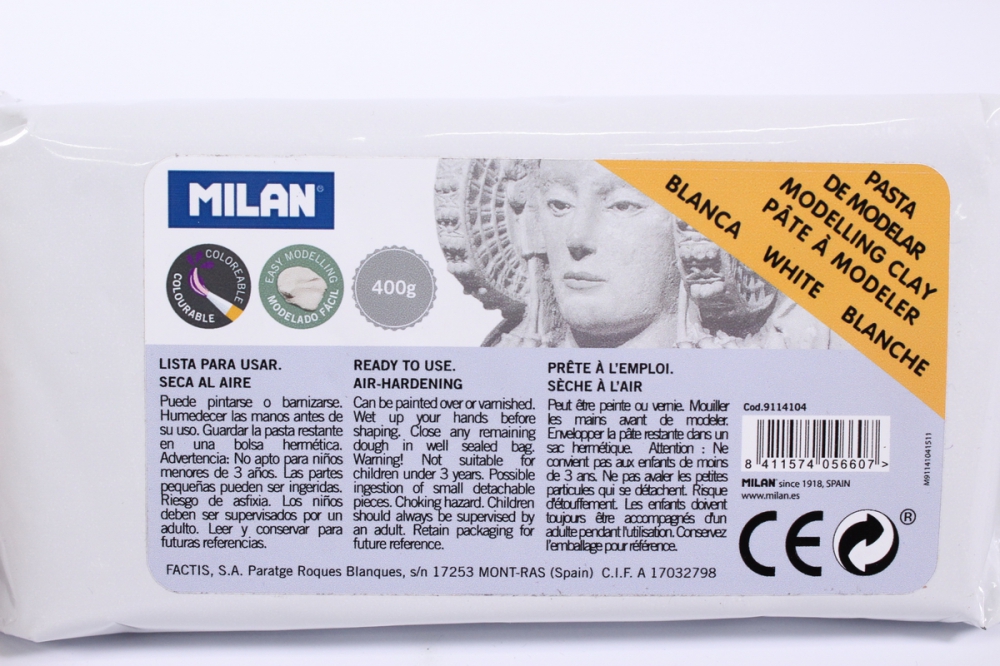 MILAN®
COLOREABLE
COLOURABLE
EASY MODELLING
MODELADO FÁCIL
400g
PASTA
DE MODELAR
MODELLING CLAY
PÂTE À MODELER
BLANCA WHITE BLANCHE
LISTA PARA USAR.
SECA AL AIRE
Puede pintarse o barnizarse.
Humedecer las manos antes de
su uso. Guardar la pasta restante
en una bolsa hermética.
Advertencia: No apto para niños
menores de 3 años. Las partes
pequeñas pueden ser ingeridas.
Riesgo de asfixia. Los niños
deben ser supervisados por un
adulto. Leer y conservar para
futuras referencias.
READY TO USE.
AIR-HARDENING
Can be painted over or varnished.
Wet up your hands before
shaping. Close any remaining
dough in well sealed bag.
Warning! Not suitable for
children under 3 years. Possible
ingestion of small detachable
pieces. Choking hazard. Children
should always be supervised by
an adult. Retain packaging for
future reference.
PRÊTE À L'EMPLOI.
SÈCHE À L'AIR
Peut être peinte ou vernie. Mouiller
les mains avant de modeler.
Envelopper la pâte restante dans un
sac hermétique. Attention : Ne
convient pas aux enfants de moins
de 3 ans. Ne pas avaler les petites
particules qui se détachent. Risque
d'étouffement. Les enfants doivent
toujours être accompagnés d'un
adulte pendant l'utilisation. Conservez
l'emballage pour référence.
Cod.9114104
8 411574 056607 >
MILAN® since 1918, SPAIN
www.milan.es
M91141041511
CE
®
FACTIS, S.A. Paratge Roques Blanques, s/n 17253 MONT-RAS (Spain) C.I.F. A 17032798